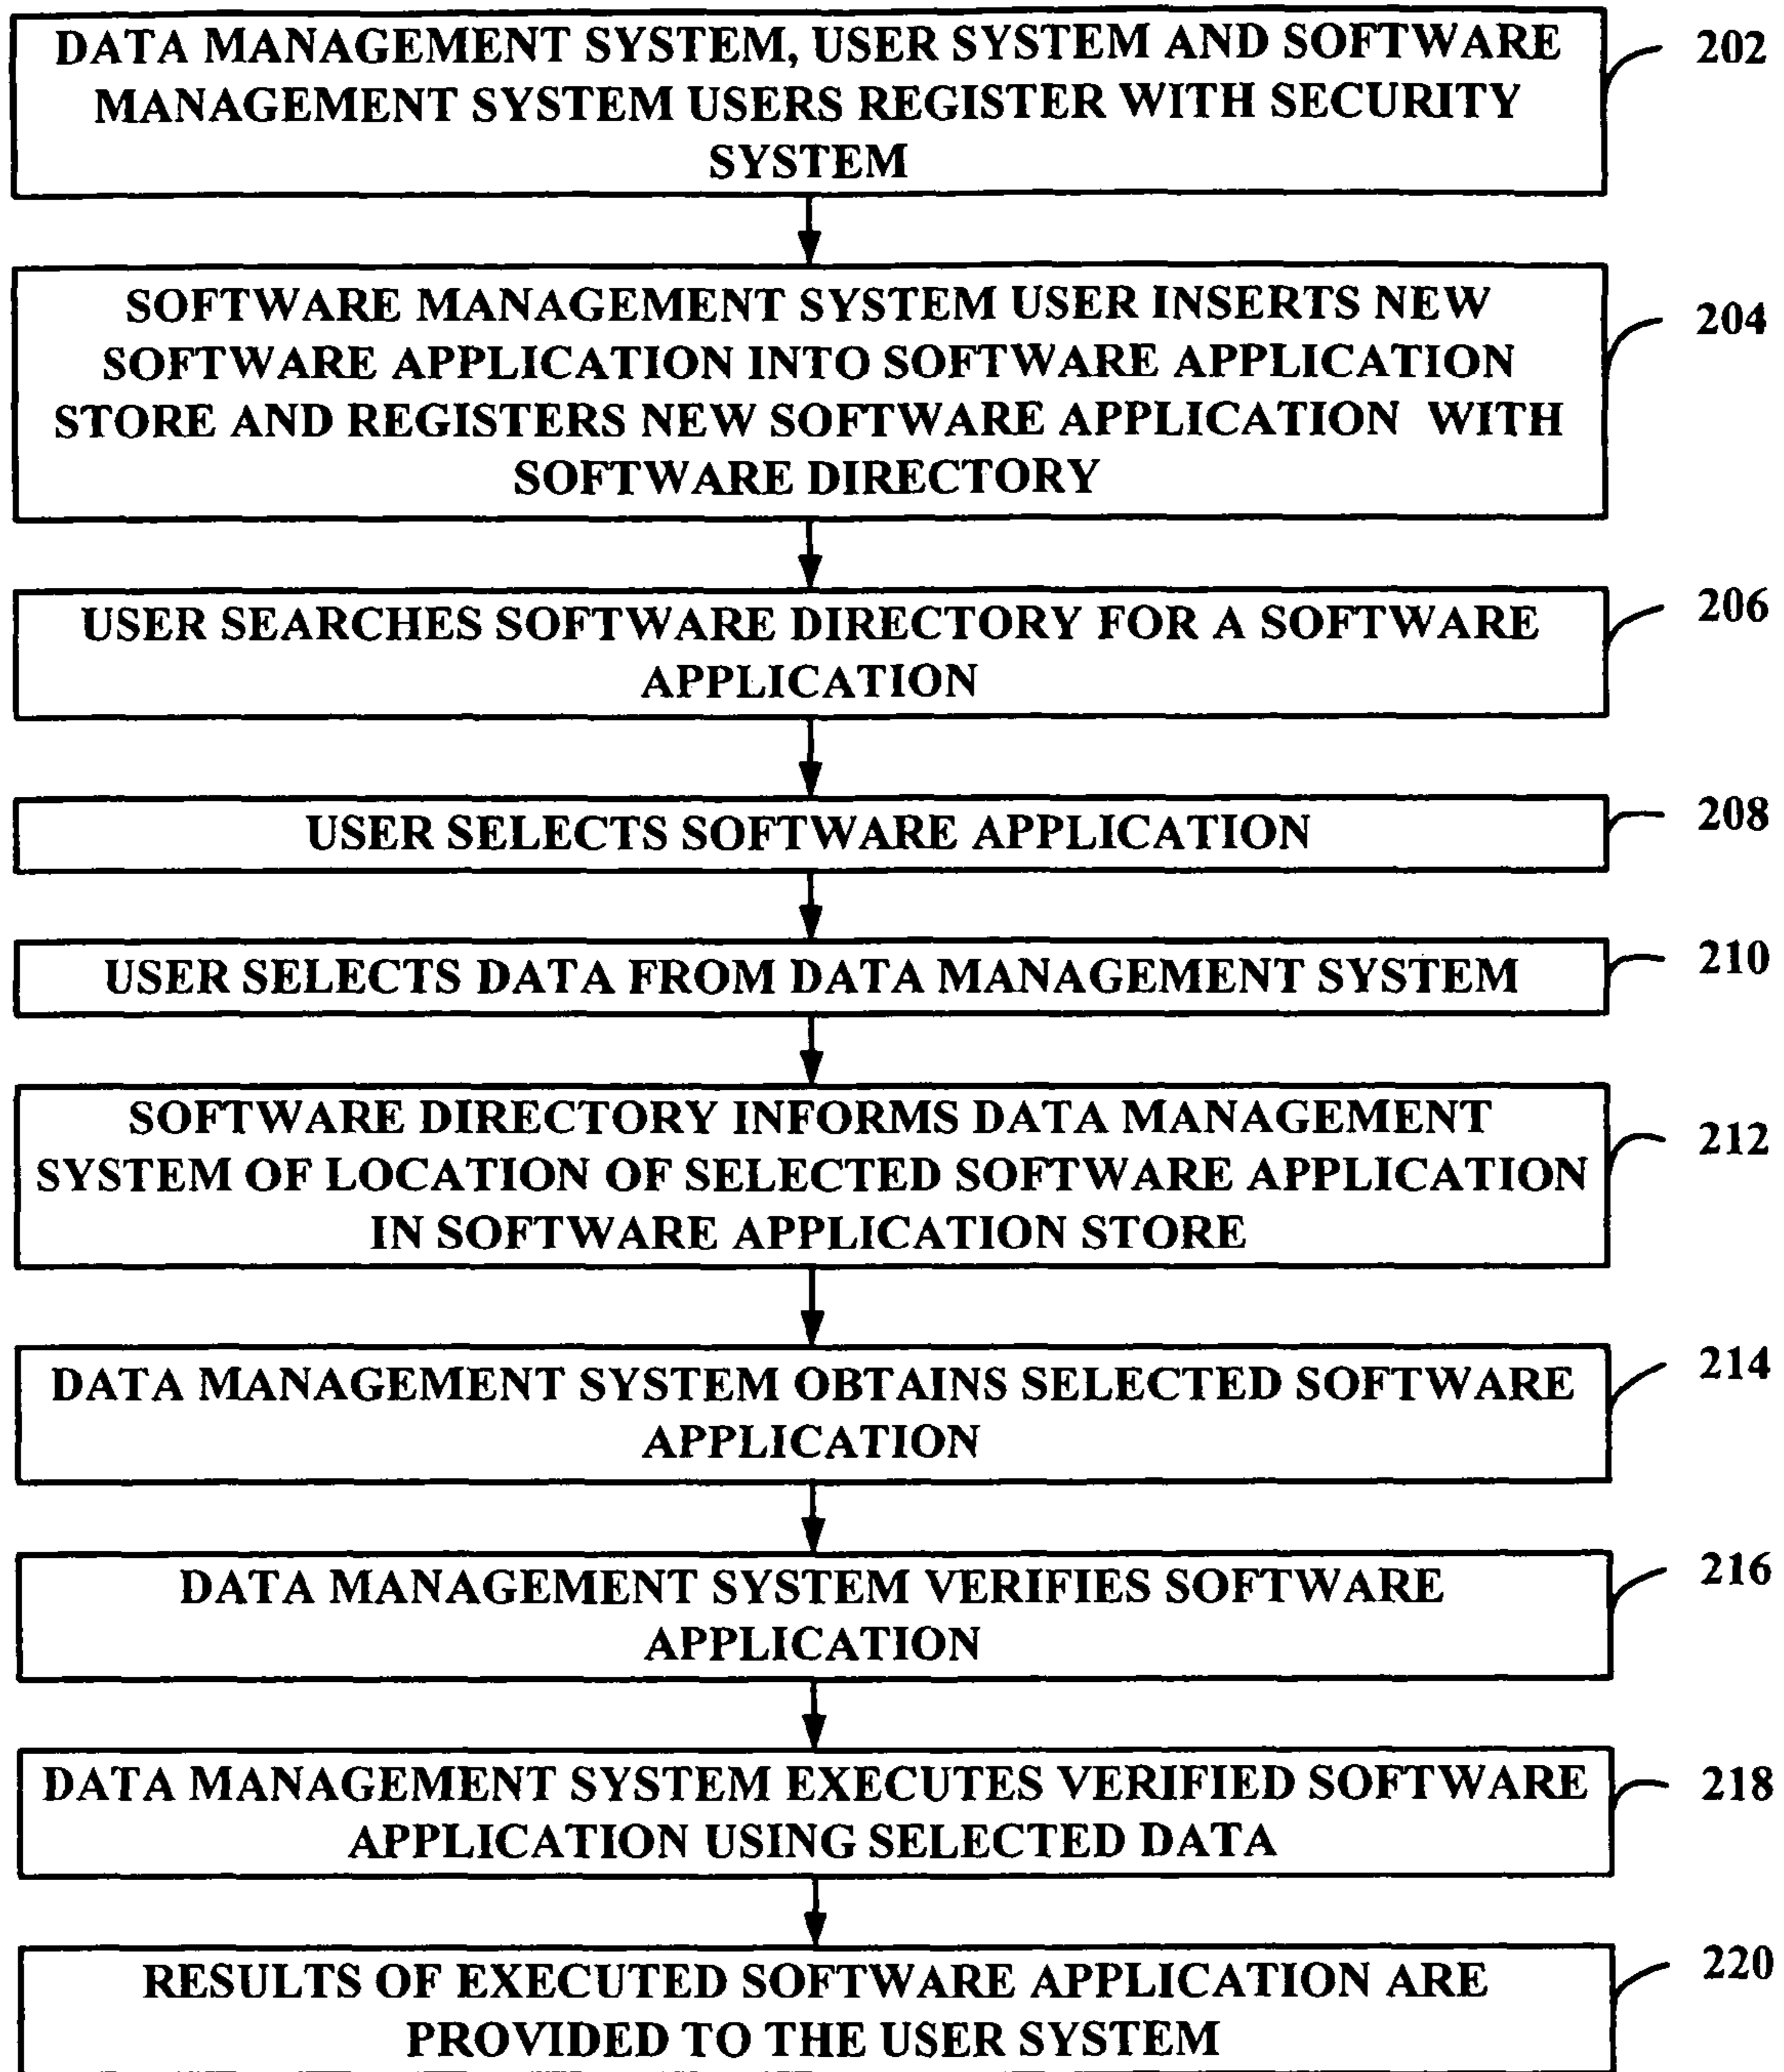 DATA MANAGEMENT SYSTEM, USER SYSTEM AND SOFTWARE
MANAGEMENT SYSTEM USERS REGISTER WITH SECURITY
SYSTEM
202
SOFTWARE MANAGEMENT SYSTEM USER INSERTS NEW
SOFTWARE APPLICATION INTO SOFTWARE APPLICATION
STORE AND REGISTERS NEW SOFTWARE APPLICATION WITH
SOFTWARE DIRECTORY
204
USER SEARCHES SOFTWARE DIRECTORY FOR A SOFTWARE
APPLICATION
206
USER SELECTS SOFTWARE APPLICATION
208
USER SELECTS DATA FROM DATA MANAGEMENT SYSTEM
210
SOFTWARE DIRECTORY INFORMS DATA MANAGEMENT
SYSTEM OF LOCATION OF SELECTED SOFTWARE APPLICATION
IN SOFTWARE APPLICATION STORE
212
DATA MANAGEMENT SYSTEM OBTAINS SELECTED SOFTWARE
APPLICATION
214
DATA MANAGEMENT SYSTEM VERIFIES SOFTWARE
APPLICATION
216
DATA MANAGEMENT SYSTEM EXECUTES VERIFIED SOFTWARE
APPLICATION USING SELECTED DATA
218
RESULTS OF EXECUTED SOFTWARE APPLICATION ARE
PROVIDED TO THE USER SYSTEM
220